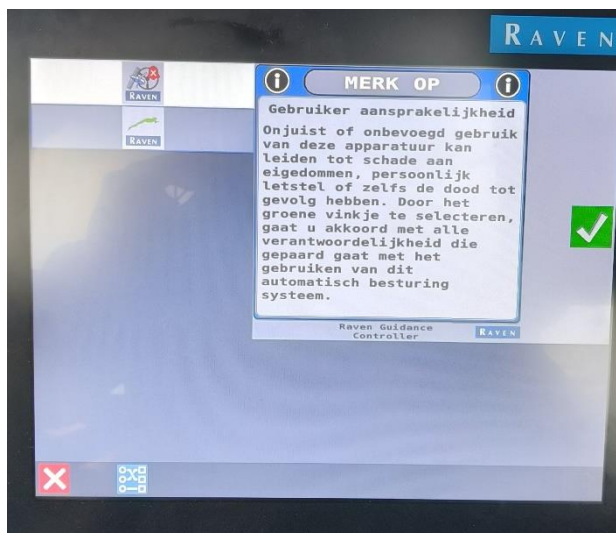 RAVEN
RAVEN
RAVEN
MERK OP
Gebruiker aansprakelijkheid
Onjuist of onbevoegd gebruik
van deze apparatuur kan
leiden tot schade aan
eigedommen, persoonlijk
letstel of zelfs de dood tot
gevolg hebben. Door het
groene vinkje te selecteren,
gaat u akkoord met alle
verantwoordelijkheid die
gepaard gaat met het
gebruiken van dit
automatisch besturing
systeem.
Raven Guidance
Controller
RAVEN